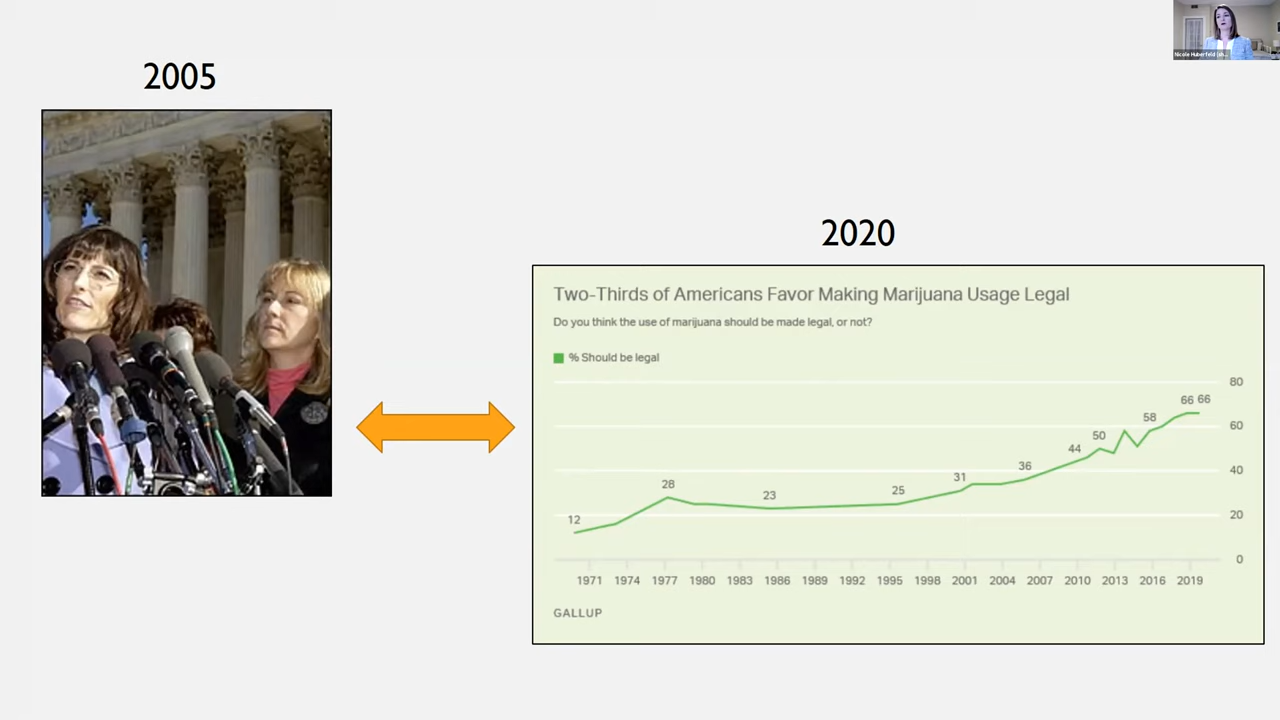 Nicole Huberfeld (sh...
2005
2020
Two-Thirds of Americans Favor Making Marijuana Usage Legal
Do you think the use of marijuana should be made legal, or not?
% Should be legal
80
60
40
20
0
12 28 23 25 31 36 44 50 58 66 66
1971 1974 1977 1980 1983 1986 1989 1992 1995 1998 2001 2004 2007 2010 2013 2016 2019
GALLUP